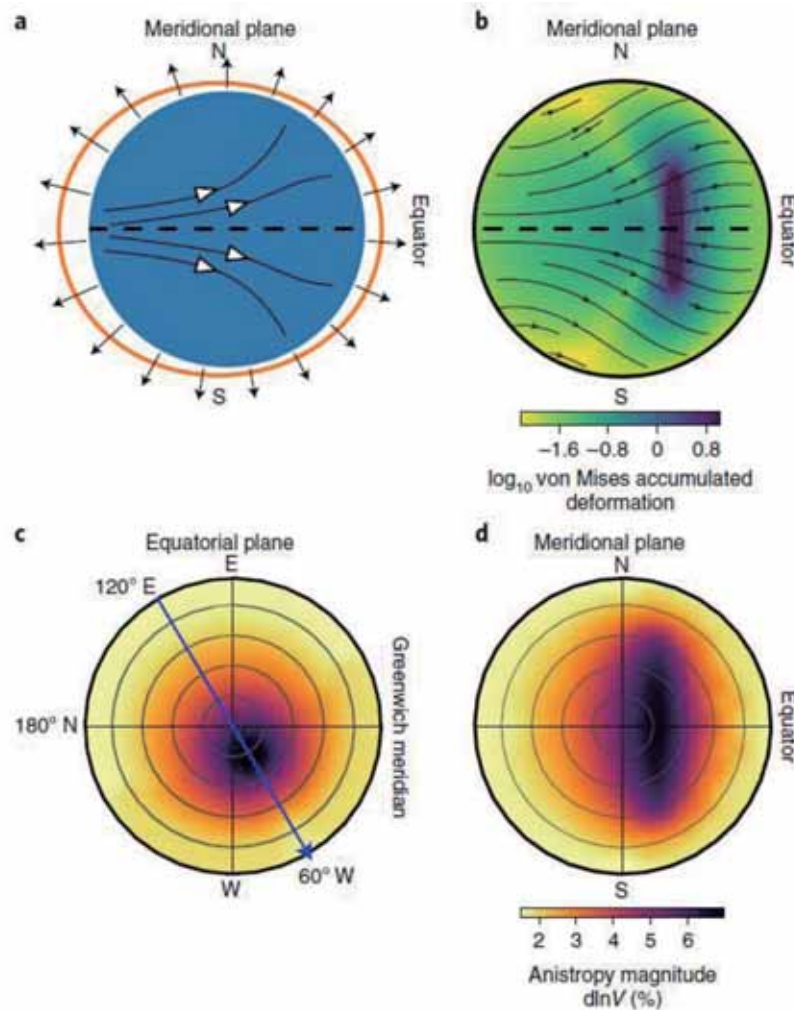 a
Meridional plane
N
Equator
S
b
Meridional plane
N
S
−1.6 −0.8 0 0.8
log10 von Mises accumulated
deformation
c
Equatorial plane
E
120° E
180° N
Greenwich meridian
W
60° W
d
Meridional plane
N
Equator
S
2 3 4 5 6
Anistropy magnitude
dlnV (%)